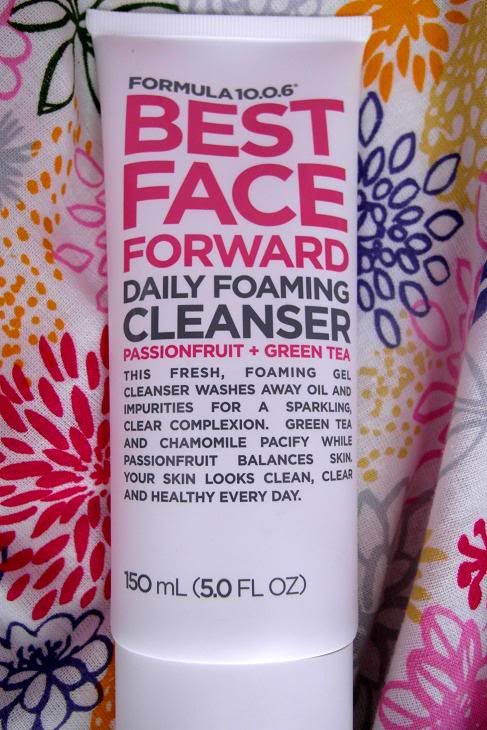 FORMULA 10.0.6®
BEST
FACE
FORWARD
DAILY FOAMING
CLEANSER
PASSIONFRUIT + GREEN TEA
THIS FRESH, FOAMING GEL
CLEANSER WASHES AWAY OIL AND
IMPURITIES FOR A SPARKLING,
CLEAR COMPLEXION. GREEN TEA
AND CHAMOMILE PACIFY WHILE
PASSIONFRUIT BALANCES SKIN.
YOUR SKIN LOOKS CLEAN, CLEAR
AND HEALTHY EVERY DAY.
150 mL (5.0 FL OZ)